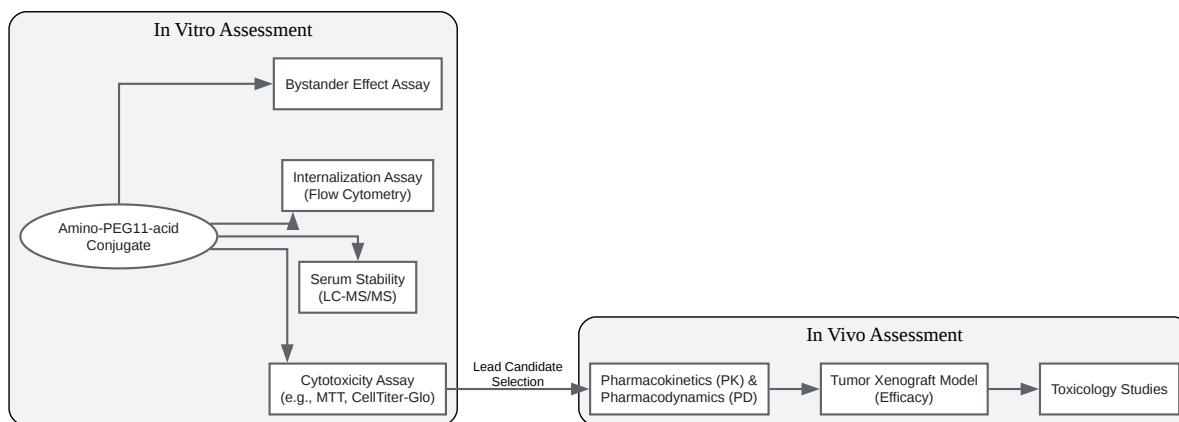 In Vitro Assessment
Bystander Effect Assay
Internalization Assay
(Flow Cytometry)
Amino-PEG11-acid
Conjugate
Serum Stability
(LC-MS/MS)
Cytotoxicity Assay
(e.g., MTT, CellTiter-Glo)
Lead Candidate
Selection
In Vivo Assessment
Pharmacokinetics (PK) &
Pharmacodynamics (PD)
Tumor Xenograft Model
(Efficacy)
Toxicology Studies